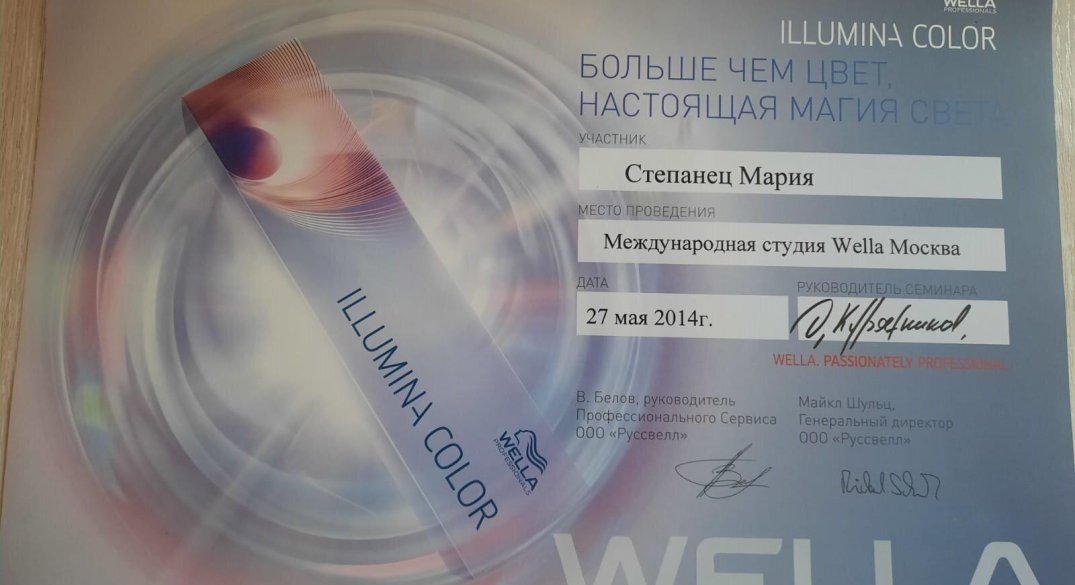 WELLA
PROFESSIONALS
ILLUMINA COLOR
БОЛЬШЕ ЧЕМ ЦВЕТ,
НАСТОЯЩАЯ МАГИЯ СВЕТА
УЧАСТНИК
Степанец Мария
МЕСТО ПРОВЕДЕНИЯ
Международная студия Wella Москва
ДАТА
27 мая 2014г.
РУКОВОДИТЕЛЬ СЕМИНАРА
WELLA. PASSIONATELY PROFESSIONAL.
В. Белов, руководитель
Профессионального Сервиса
ООО «Руссвелл»
Майкл Шульц,
Генеральный директор
ООО «Руссвелл»
ILLUMINA COLOR
WELLA
PROFESSIONALS
WELLA